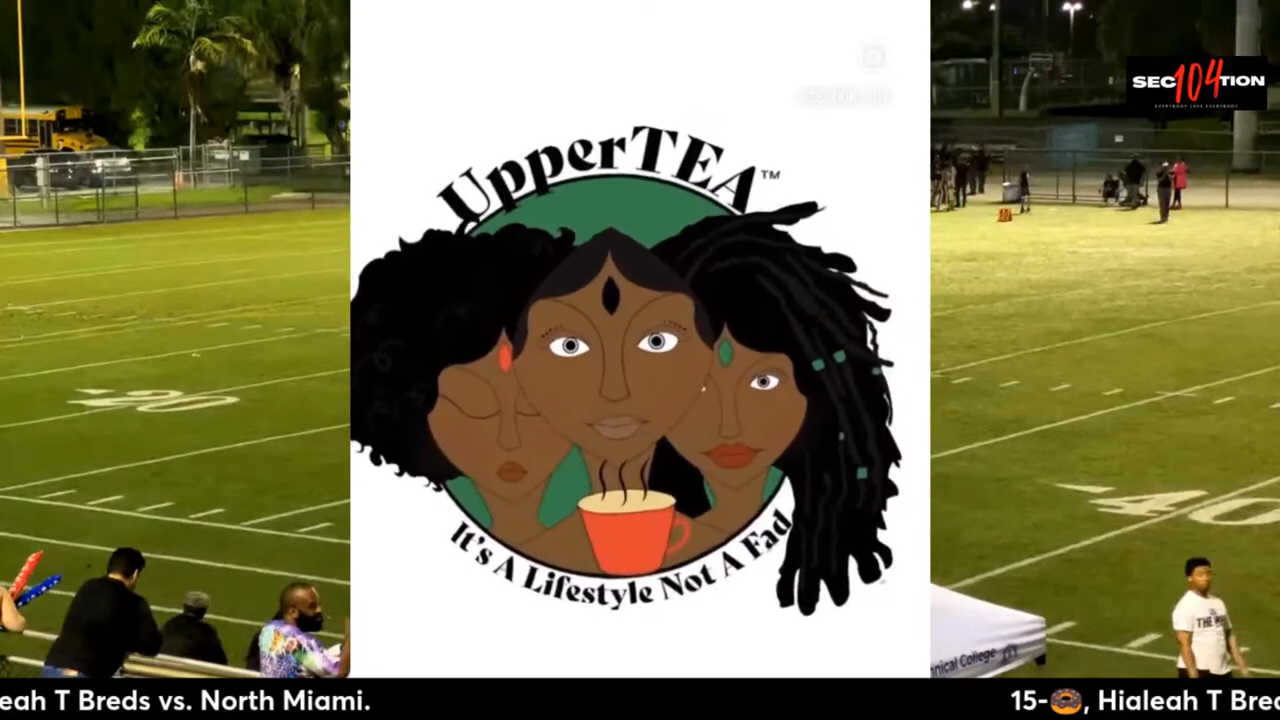 SEC104TION
EVERYBODY LOVE EVERYBODY
UpperTEA™
It's A Lifestyle Not A Fad
20
40
nical College
THE
eah T Breds vs. North Miami.
15-🍩, Hialeah T Bred